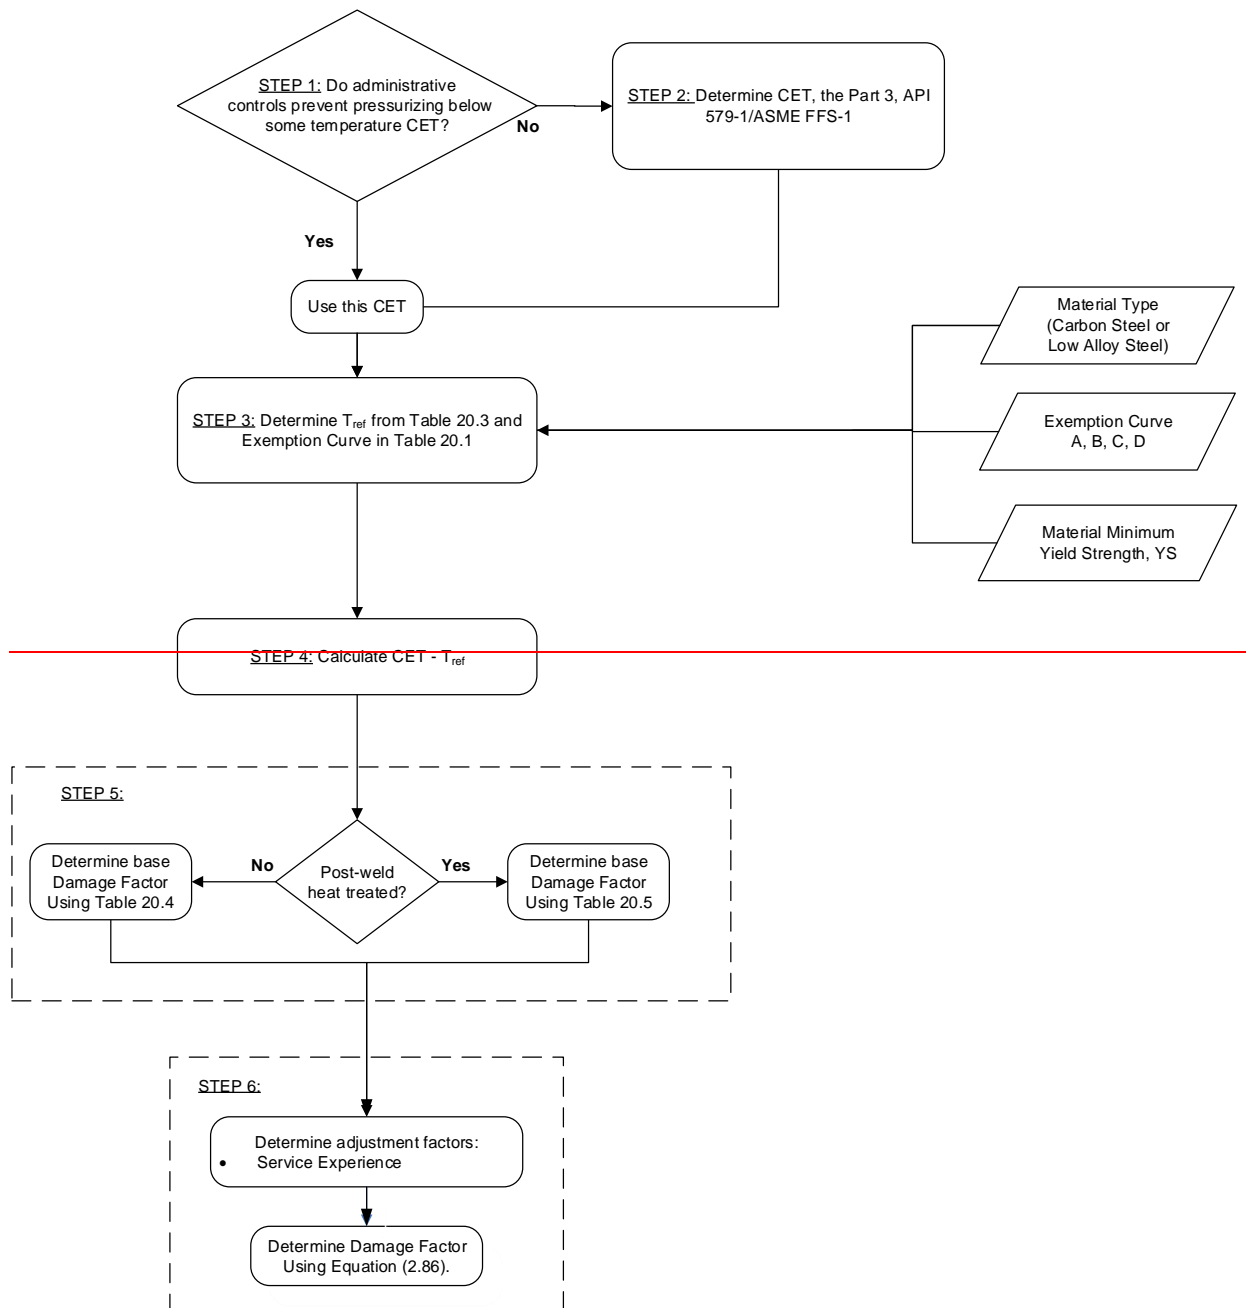 STEP 1: Do administrative
controls prevent pressurizing below
some temperature CET?
No
STEP 2: Determine CET, the Part 3, API
579-1/ASME FFS-1
Yes
Use this CET
Material Type
(Carbon Steel or
Low Alloy Steel)
STEP 3: Determine Tref from Table 20.3 and
Exemption Curve in Table 20.1
Exemption Curve
A, B, C, D
Material Minimum
Yield Strength, YS
STEP 4: Calculate CET - Tref
STEP 5:
Determine base
Damage Factor
Using Table 20.4
No
Post-weld
heat treated?
Yes
Determine base
Damage Factor
Using Table 20.5
STEP 6:
Determine adjustment factors:
• Service Experience
Determine Damage Factor
Using Equation (2.86).